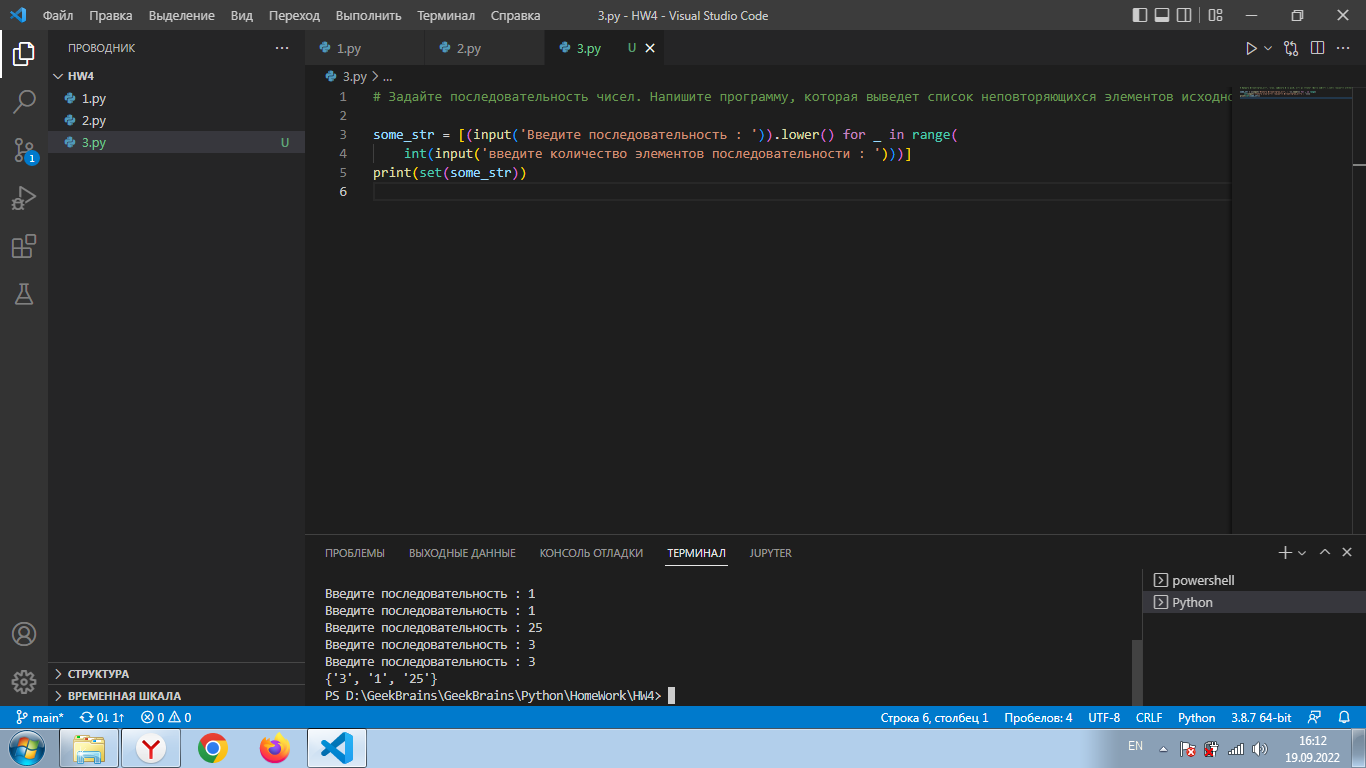 Файл Правка Выделение Вид Переход Выполнить Терминал Справка 3.py - HW4 - Visual Studio Code
ПРОВОДНИК
HW4
1.py
2.py
3.py U
1.py 2.py 3.py U
3.py > ...
1 # Задайте последовательность чисел. Напишите программу, которая выведет список неповторяющихся элементов исходно
2
3 some_str = [(input('Введите последовательность : ')).lower() for _ in range(
4 int(input('введите количество элементов последовательности : ')))]
5 print(set(some_str))
6
ПРОБЛЕМЫ ВЫХОДНЫЕ ДАННЫЕ КОНСОЛЬ ОТЛАДКИ ТЕРМИНАЛ JUPYTER
Введите последовательность : 1
Введите последовательность : 1
Введите последовательность : 25
Введите последовательность : 3
Введите последовательность : 3
{'3', '1', '25'}
PS D:\GeekBrains\GeekBrains\Python\HomeWork\HW4>
powershell
Python
1
СТРУКТУРА
ВРЕМЕННАЯ ШКАЛА
main* 0↓ 1↑ 0 0 Строка 6, столбец 1 Пробелов: 4 UTF-8 CRLF Python 3.8.7 64-bit
EN 16:12
19.09.2022